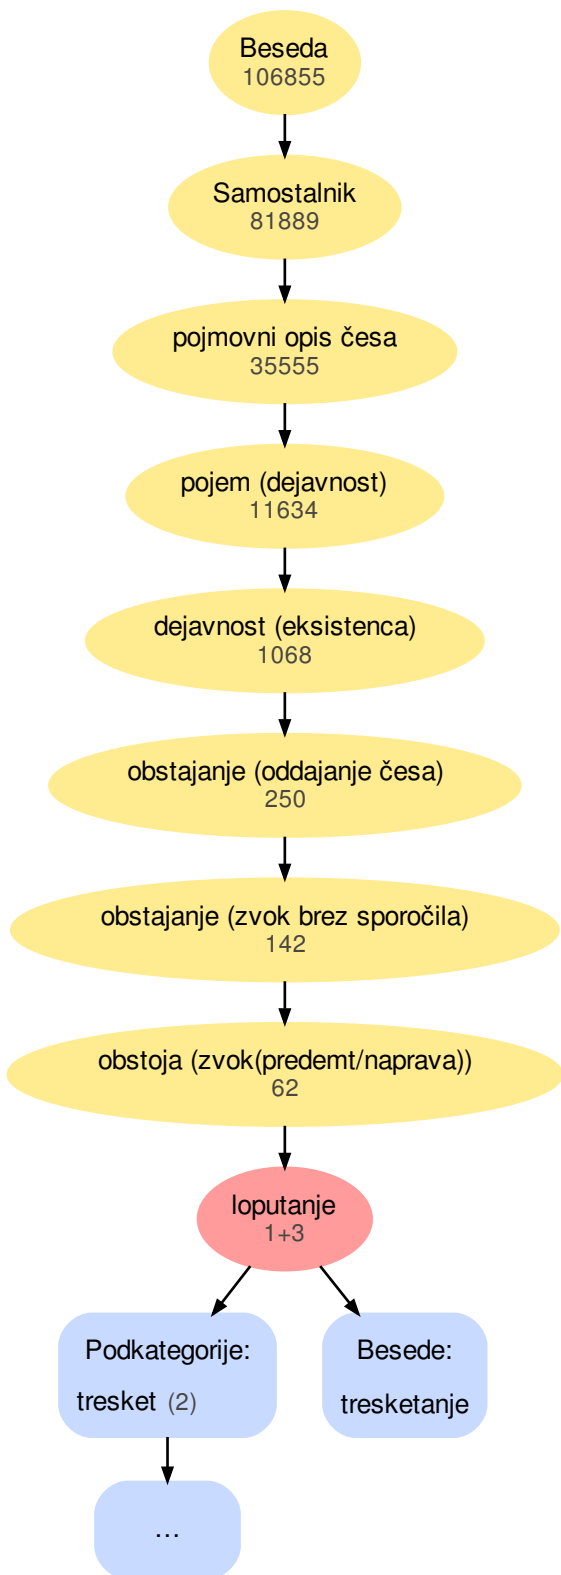 Beseda
106855
Samostalnik
81889
pojmovni opis česa
35555
pojem (dejavnost)
11634
dejavnost (eksistenca)
1068
obstajanje (oddajanje česa)
250
obstajanje (zvok brez sporočila)
142
obstoja (zvok(predemt/naprava))
62
loputanje
1+3
Podkategorije:
tresket (2)
Besede:
tresketanje
...